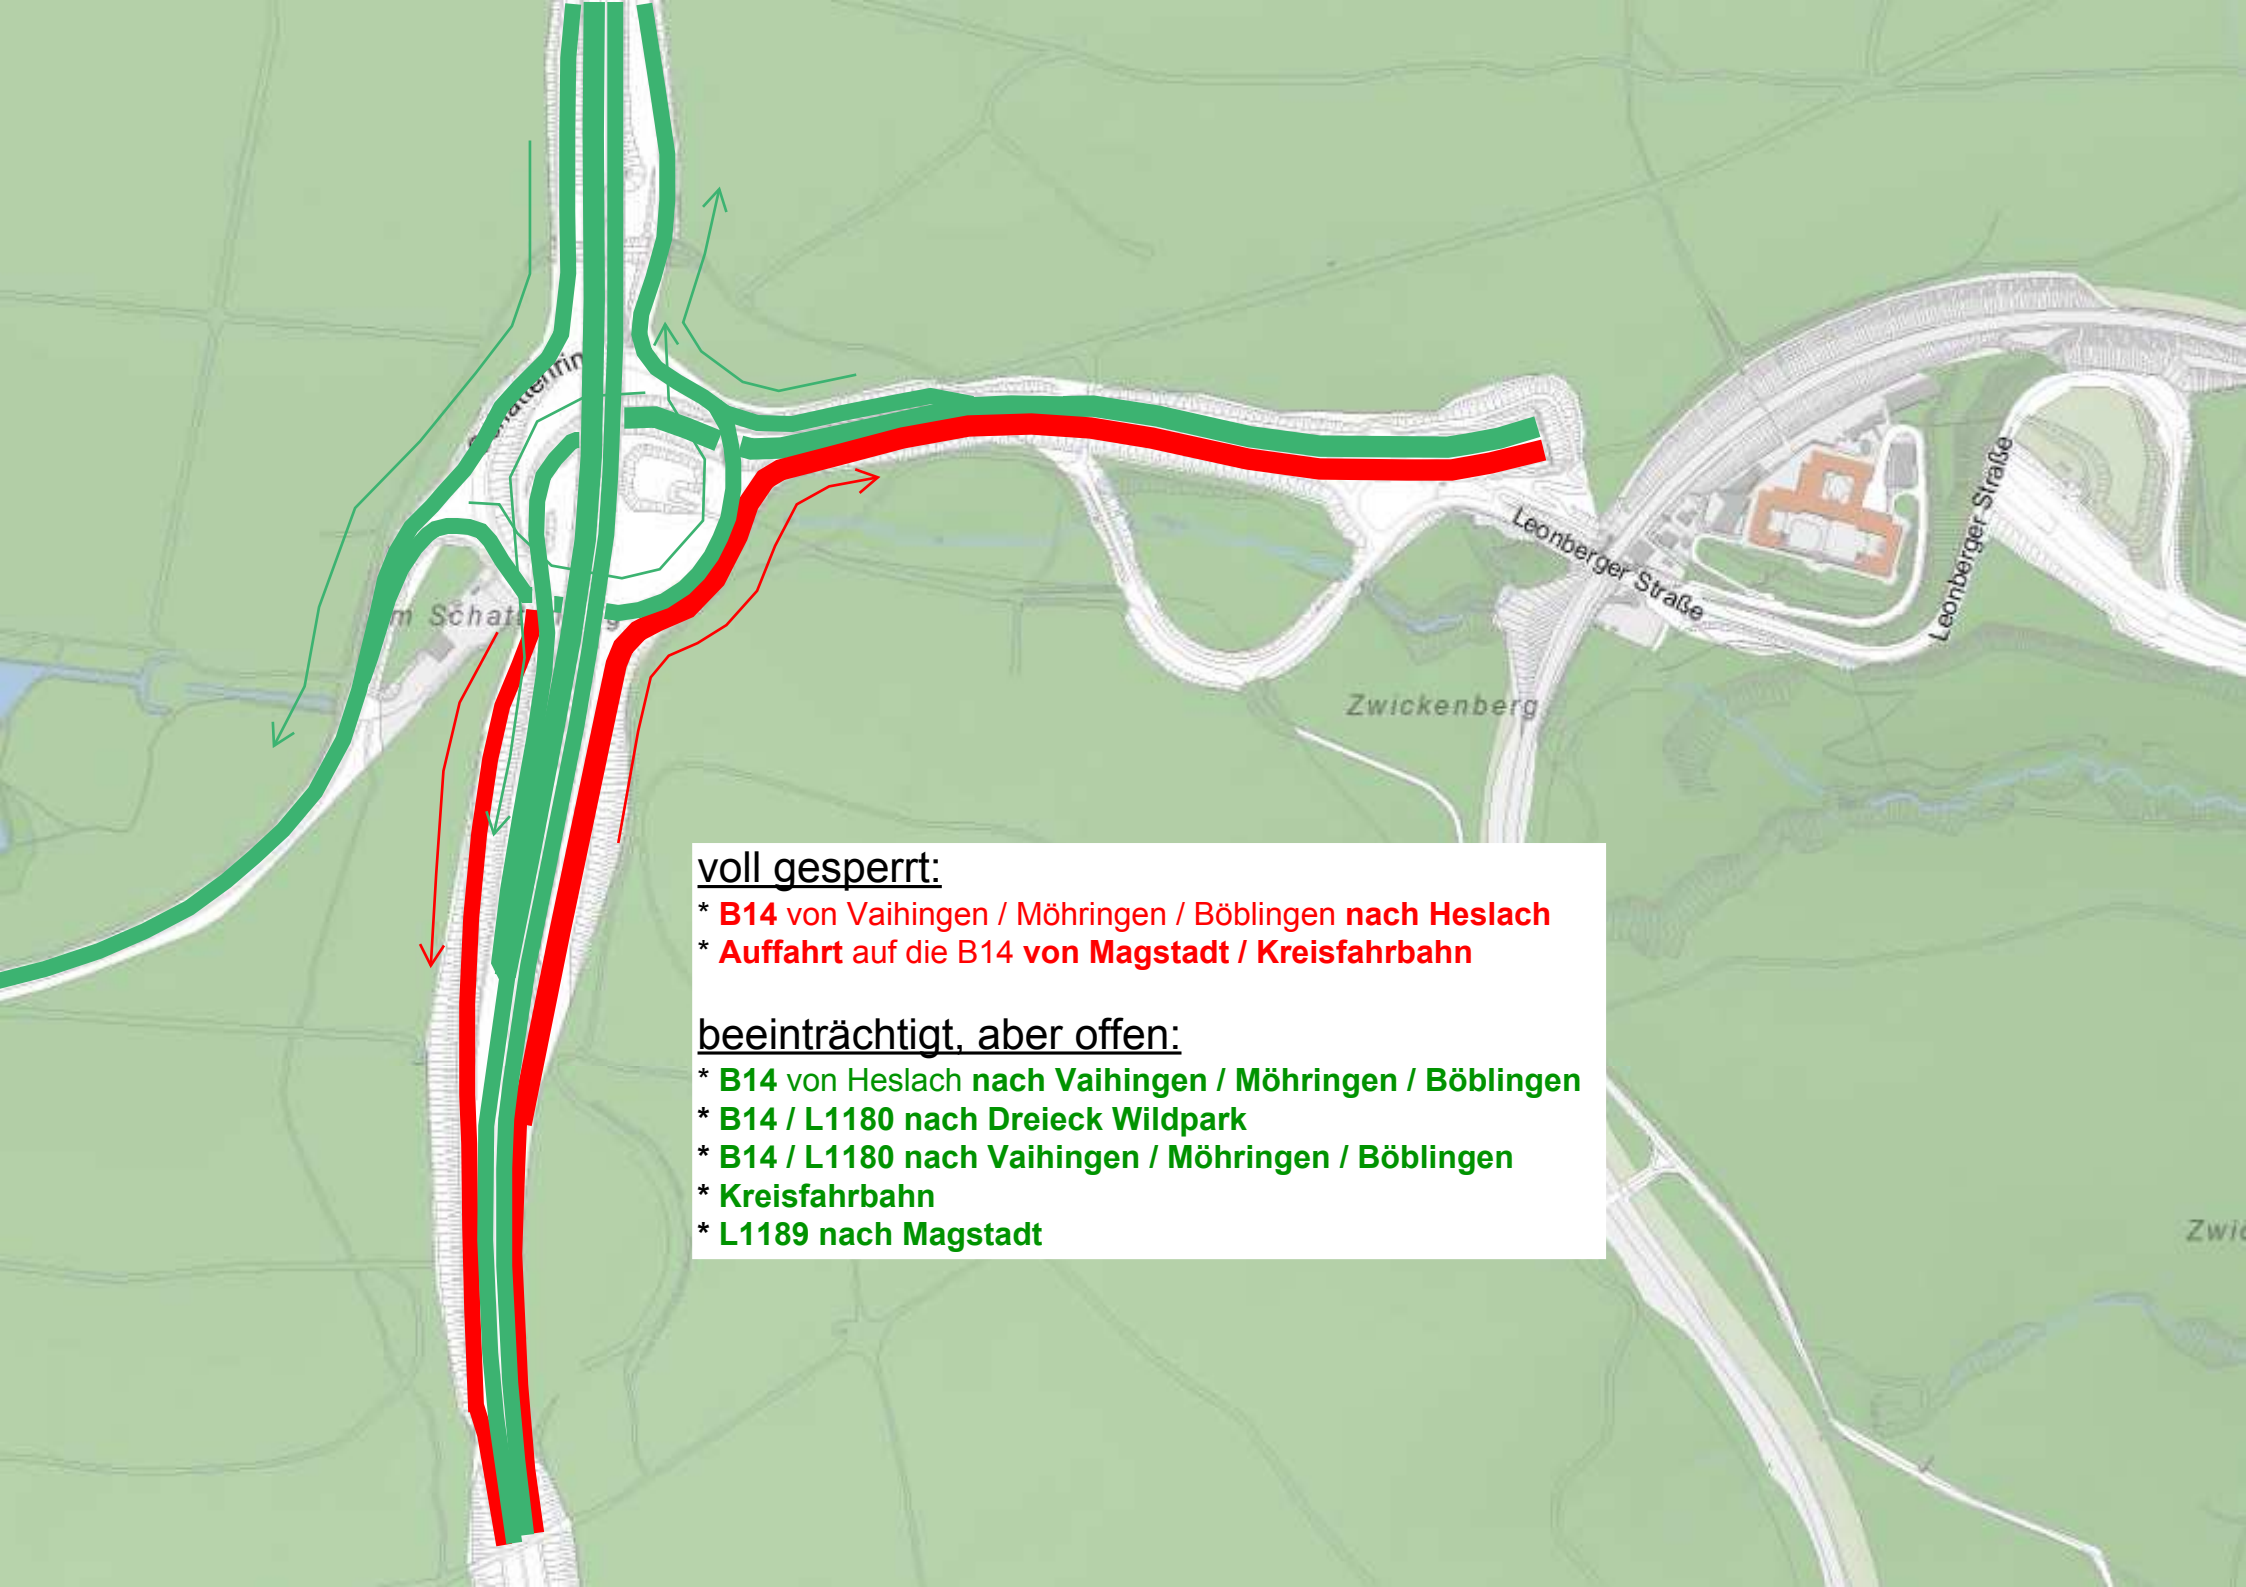 Leonberger Straße
Leonberger Straße
Zwickenberg
voll gesperrt:
* B14 von Vaihingen / Möhringen / Böblingen nach Heslach
* Auffahrt auf die B14 von Magstadt / Kreisfahrbahn
beeinträchtigt, aber offen:
* B14 von Heslach nach Vaihingen / Möhringen / Böblingen
* B14 / L1180 nach Dreieck Wildpark
* B14 / L1180 nach Vaihingen / Möhringen / Böblingen
* Kreisfahrbahn
* L1189 nach Magstadt
Zwic